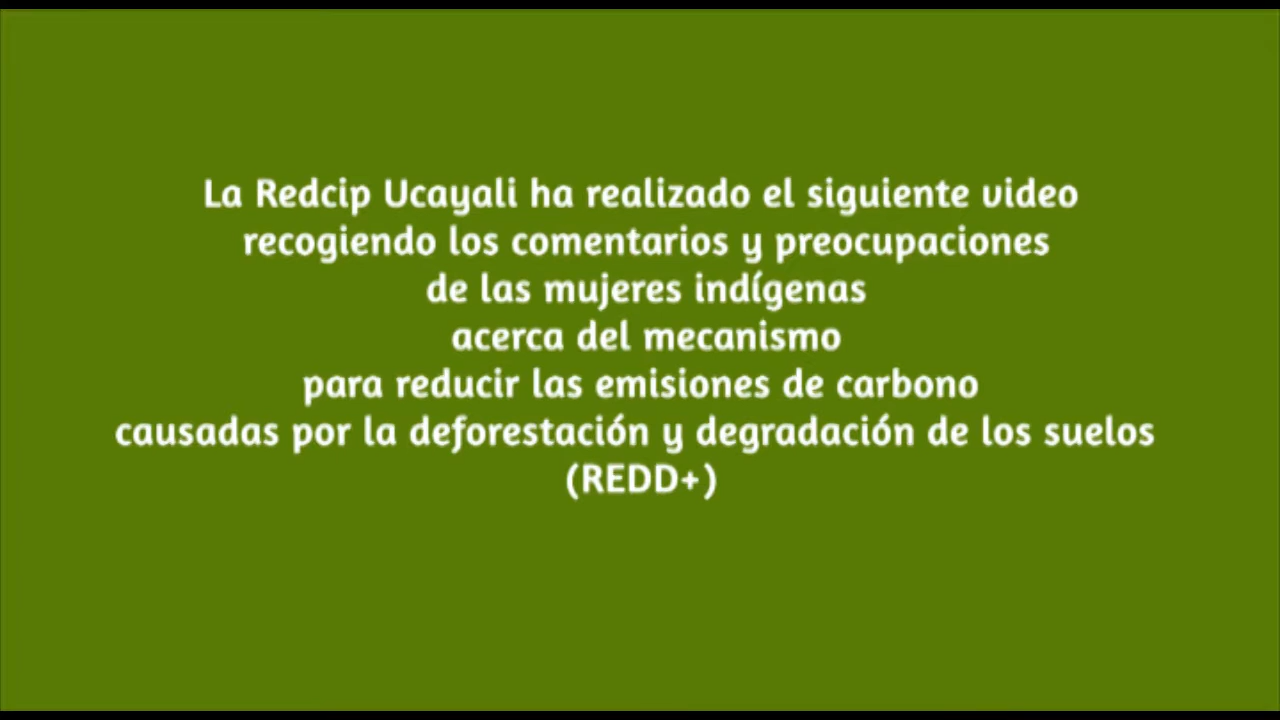 La Redcip Ucayali ha realizado el siguiente video
recogiendo los comentarios y preocupaciones
de las mujeres indígenas
acerca del mecanismo
para reducir las emisiones de carbono
causadas por la deforestación y degradación de los suelos
(REDD+)